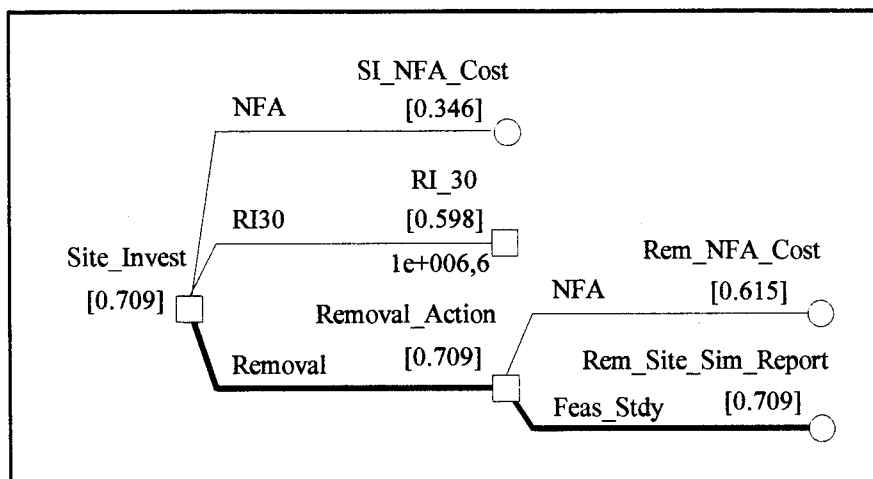 SI_NFA_Cost
NFA
[0.346]
RI_30
RI30
[0.598]
1e+006,6
Site_Invest
[0.709]
Rem_NFA_Cost
NFA
[0.615]
Removal_Action
Removal
[0.709]
Rem_Site_Sim_Report
Feas_Stdy
[0.709]